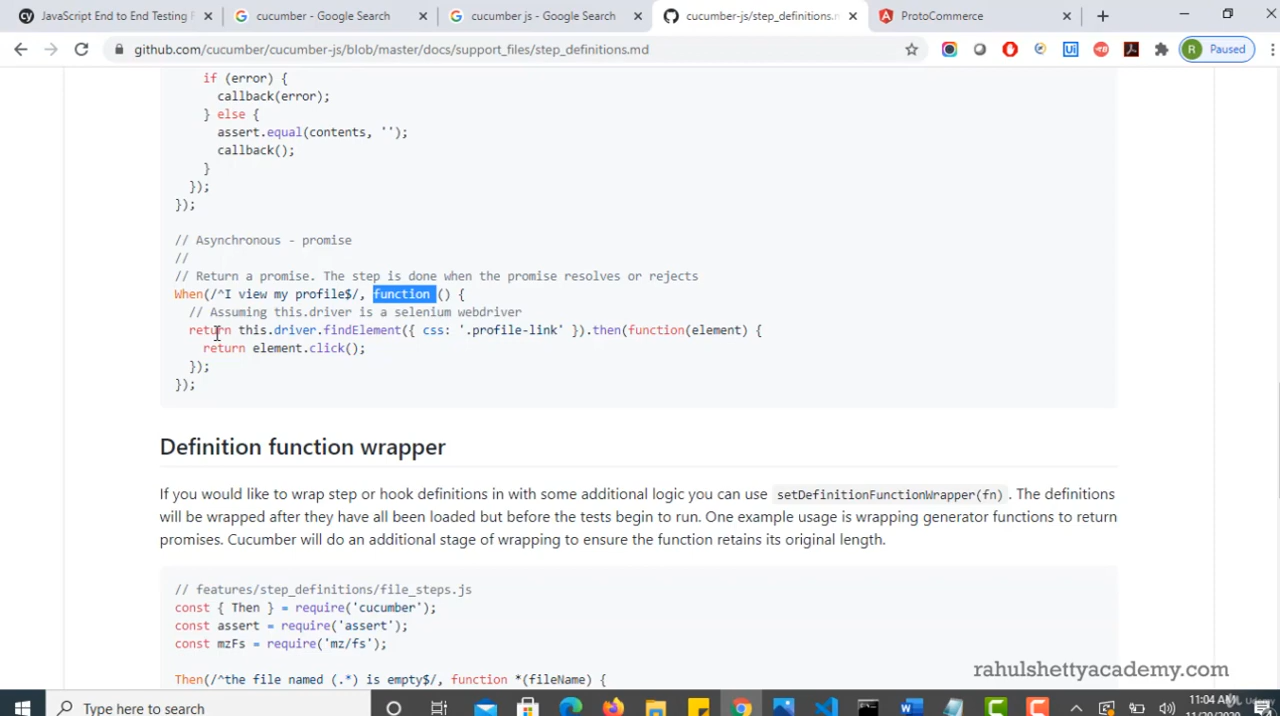 JavaScript End to End Testing F
cucumber - Google Search
cucumber js - Google Search
cucumber-js/step_definitions.m
ProtoCommerce
github.com/cucumber/cucumber-js/blob/master/docs/support_files/step_definitions.md
R Paused
if (error) {
callback(error);
} else {
assert.equal(contents, '');
callback();
}
});
});
// Asynchronous - promise
//
// Return a promise. The step is done when the promise resolves or rejects
When(/^I view my profile$/, function () {
// Assuming this.driver is a selenium webdriver
return this.driver.findElement({ css: '.profile-link' }).then(function(element) {
return element.click();
});
});
Definition function wrapper
If you would like to wrap step or hook definitions in with some additional logic you can use setDefinitionFunctionWrapper(fn) . The definitions
will be wrapped after they have all been loaded but before the tests begin to run. One example usage is wrapping generator functions to return
promises. Cucumber will do an additional stage of wrapping to ensure the function retains its original length.
// features/step_definitions/file_steps.js
const { Then } = require('cucumber');
const assert = require('assert');
const mzFs = require('mz/fs');
Then(/^the file named (.*) is empty$/, function *(fileName) {
rahulshettyacademy.com
Type here to search
11:04 AM